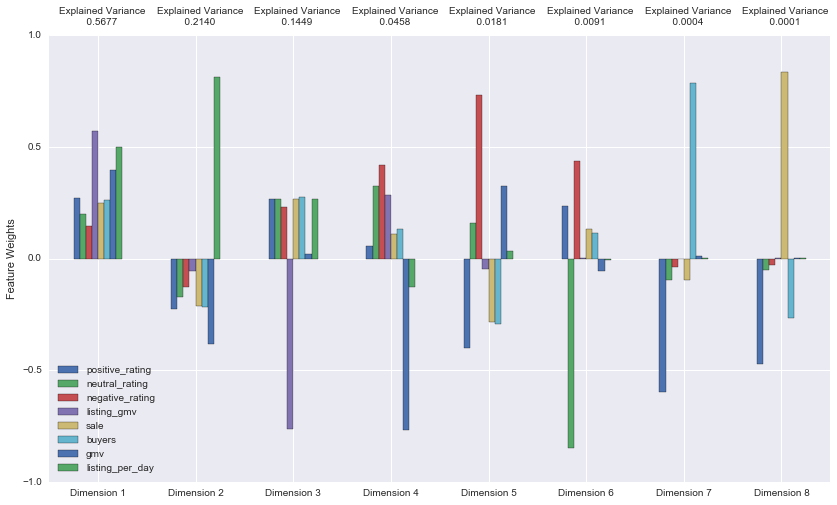 Explained Variance Explained Variance Explained Variance Explained Variance Explained Variance Explained Variance Explained Variance Explained Variance
0.5677 0.2140 0.1449 0.0458 0.0181 0.0091 0.0004 0.0001
1.0
0.5
0.0
−0.5
−1.0
Feature Weights
positive_rating
neutral_rating
negative_rating
listing_gmv
sale
buyers
gmv
listing_per_day
Dimension 1 Dimension 2 Dimension 3 Dimension 4 Dimension 5 Dimension 6 Dimension 7 Dimension 8